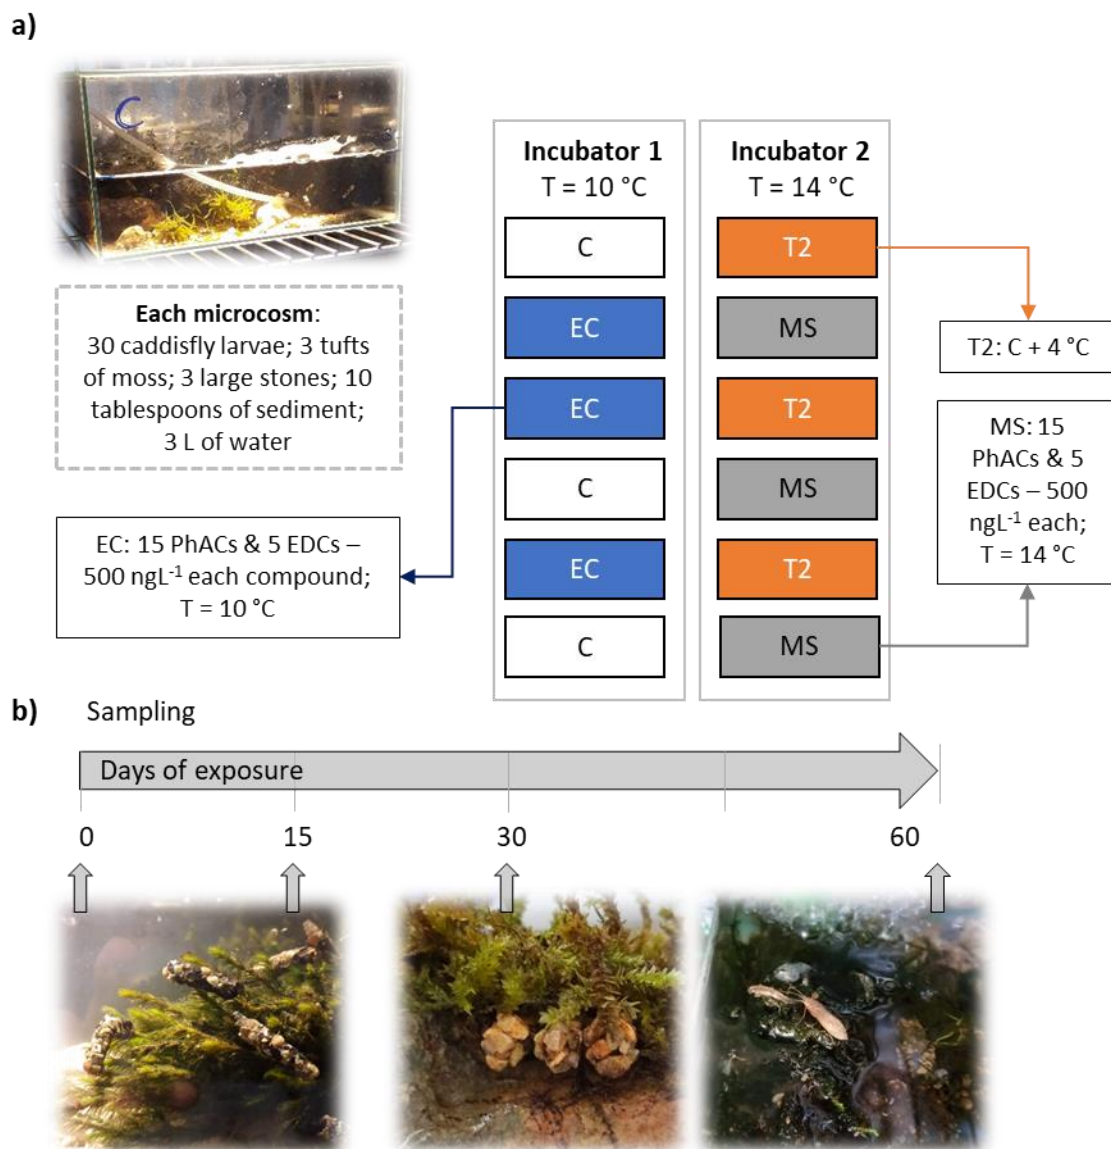 a)
C
Each microcosm:
30 caddisfly larvae; 3 tufts
of moss; 3 large stones; 10
tablespoons of sediment;
3 L of water
EC: 15 PhACs & 5 EDCs –
500 ngL⁻¹ each compound;
T = 10 °C
Incubator 1
T = 10 °C
C
EC
EC
C
EC
C
Incubator 2
T = 14 °C
T2
MS
T2
MS
T2
MS
T2: C + 4 °C
MS: 15
PhACs & 5
EDCs – 500
ngL⁻¹ each;
T = 14 °C
b)
Sampling
Days of exposure
0
15
30
60